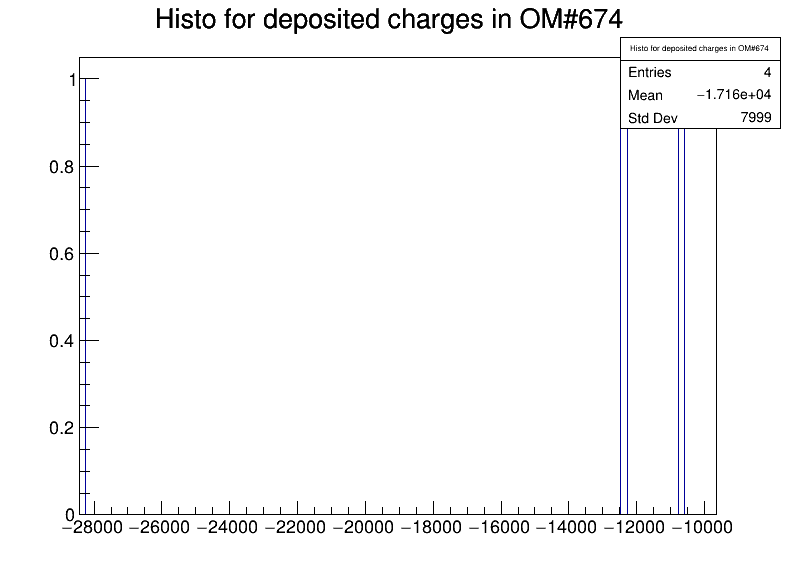 Histo for deposited charges in OM#674
Histo for deposited charges in OM#674
Entries 4
Mean −1.716e+04
Std Dev 7999
1
0.8
0.6
0.4
0.2
0
−28000 −26000 −24000 −22000 −20000 −18000 −16000 −14000 −12000 −10000